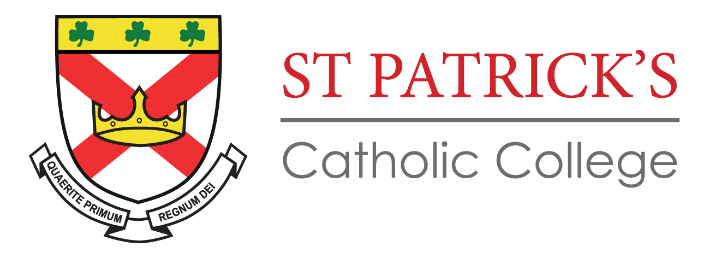 ST PATRICK'S
Catholic College
QUAERITE PRIMUM REGNUM DEI